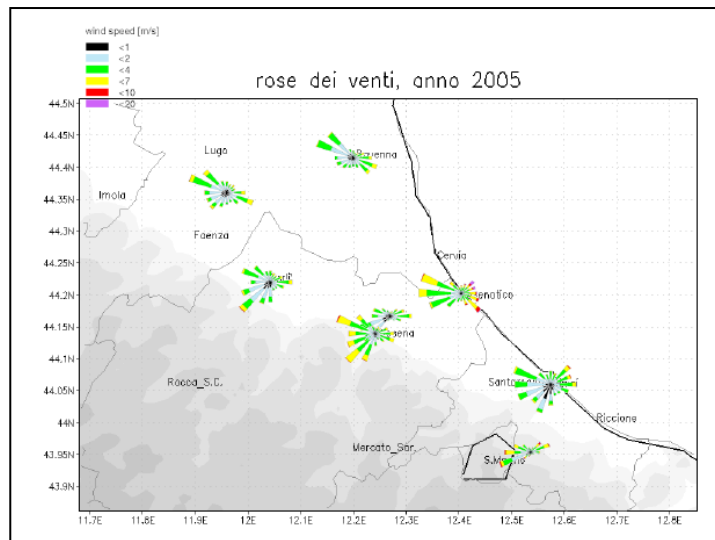 wind speed [m/s]
<1
<2
<4
<7
<10
<20
rose dei venti, anno 2005
44.5N
44.45N
44.4N
44.35N
44.3N
44.25N
44.2N
44.15N
44.1N
44.05N
44N
43.95N
43.9N
Lugo
Imola
Faenza
Cervia
Rocca_S.C.
Riccione
Mercato_Sar.
11.7E
11.8E
11.9E
12E
12.1E
12.2E
12.3E
12.4E
12.5E
12.6E
12.7E
12.8E